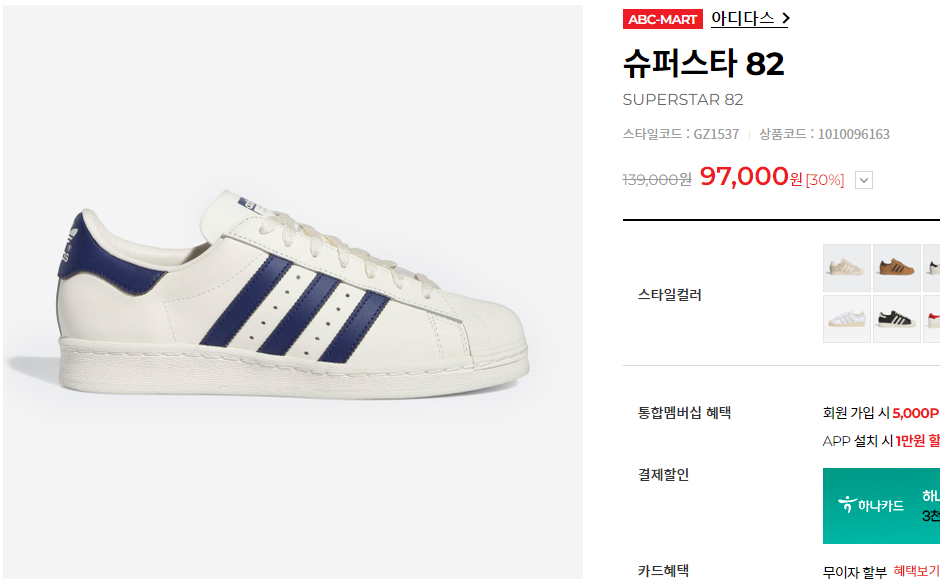 ABC-MART 아디다스
슈퍼스타 82
SUPERSTAR 82
스타일코드 : GZ1537 상품코드 : 1010096163
139,000원 97,000원 [30%]
스타일컬러
통합멤버십 혜택 회원 가입 시 5,000P
APP 설치 시 1만원 할
결제할인
하나카드 하나
3천
카드혜택 무이자 할부 혜택보기